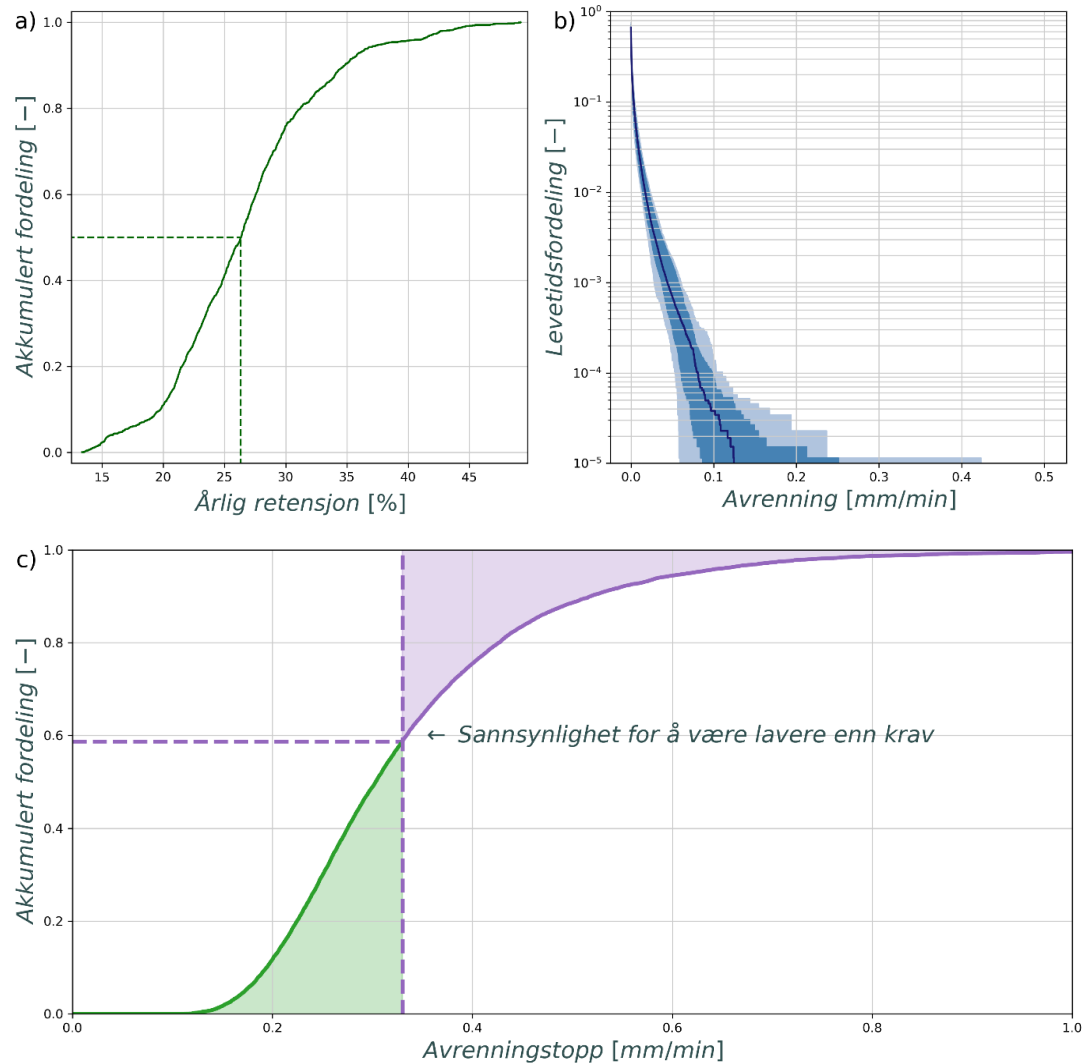 a)
1.0
0.8
0.6
0.4
0.2
0.0
Akkumulert fordeling [−]
15 20 25 30 35 40 45
Årlig retensjon [%]
b)
10⁰
10⁻¹
10⁻²
10⁻³
10⁻⁴
10⁻⁵
Levetidsfordeling [−]
0.0 0.1 0.2 0.3 0.4 0.5
Avrenning [mm/min]
c)
1.0
0.8
0.6
0.4
0.2
0.0
Akkumulert fordeling [−]
← Sannsynlighet for å være lavere enn krav
0.0 0.2 0.4 0.6 0.8 1.0
Avrenningstopp [mm/min]